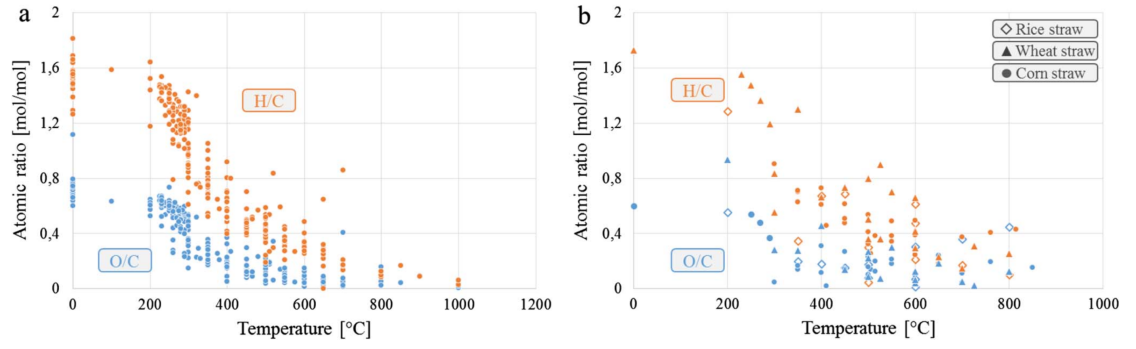 a
Atomic ratio [mol/mol]
2
1,6
1,2
0,8
0,4
0
H/C
O/C
0 200 400 600 800 1000 1200
Temperature [°C]
b
Atomic ratio [mol/mol]
2
1,6
1,2
0,8
0,4
0
Rice straw
Wheat straw
Corn straw
H/C
O/C
0 200 400 600 800 1000
Temperature [°C]